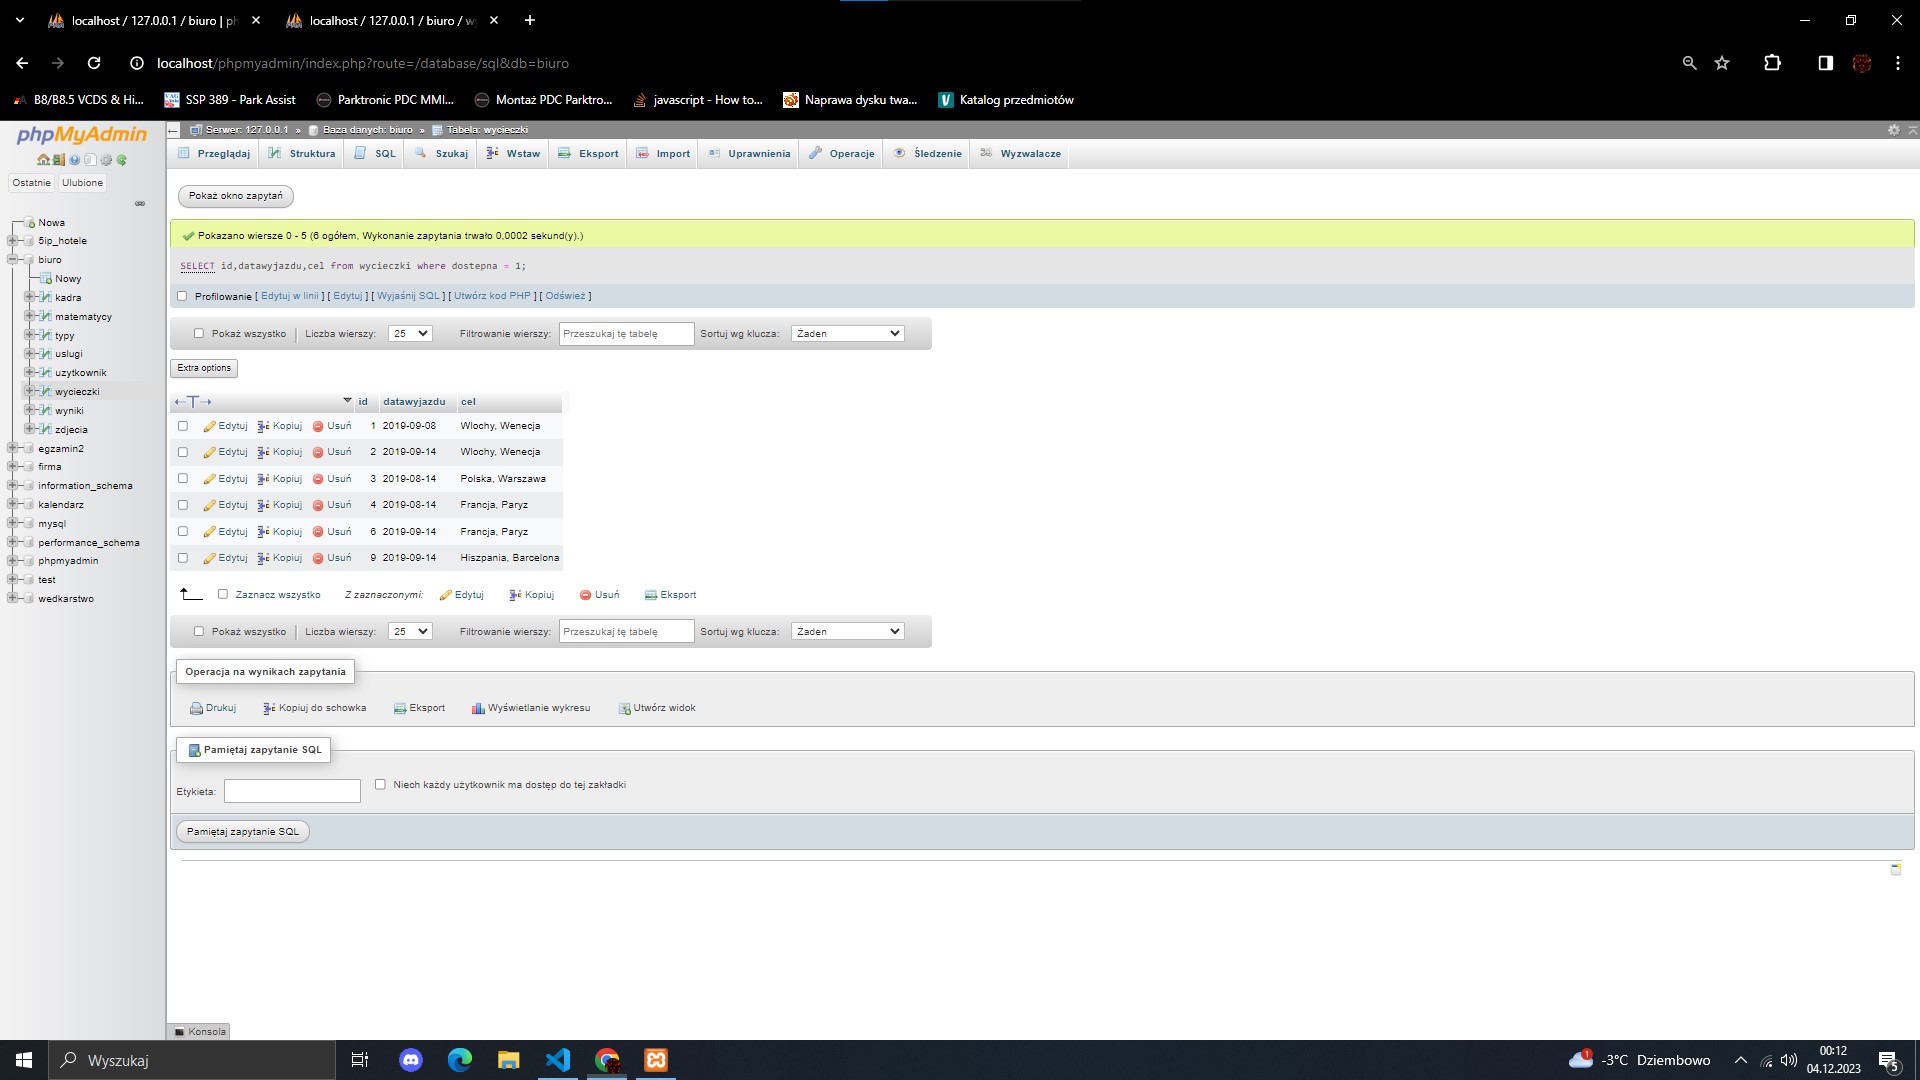 localhost / 127.0.0.1 / biuro | ph
localhost / 127.0.0.1 / biuro / wy
localhost/phpmyadmin/index.php?route=/database/sql&db=biuro
B8/B8.5 VCDS & Hi...
SSP 389 - Park Assist
Parktronic PDC MMI...
Montaż PDC Parktro...
javascript - How to...
Naprawa dysku twa...
Katalog przedmiotów
phpMyAdmin
Ostatnie Ulubione
Nowa
5ip_hotele
biuro
Nowy
kadra
matematycy
typy
uslugi
uzytkownik
wycieczki
wyniki
zdjecia
egzamin2
firma
information_schema
kalendarz
mysql
performance_schema
phpmyadmin
test
wedkarstwo
Serwer: 127.0.0.1 » Baza danych: biuro » Tabela: wycieczki
Przeglądaj Struktura SQL Szukaj Wstaw Eksport Import Uprawnienia Operacje Śledzenie Wyzwalacze
Pokaż okno zapytań
Pokazano wiersze 0 - 5 (6 ogółem, Wykonanie zapytania trwało 0,0002 sekund(y).)
SELECT id,datawyjazdu,cel from wycieczki where dostepna = 1;
Profilowanie [ Edytuj w linii ] [ Edytuj ] [ Wyjaśnij SQL ] [ Utwórz kod PHP ] [ Odśwież ]
Pokaż wszystko Liczba wierszy: 25 Filtrowanie wierszy: Przeszukaj tę tabelę Sortuj wg klucza: Żaden
Extra options
←T→ id datawyjazdu cel
Edytuj Kopiuj Usuń 1 2019-09-08 Wlochy, Wenecja
Edytuj Kopiuj Usuń 2 2019-09-14 Wlochy, Wenecja
Edytuj Kopiuj Usuń 3 2019-08-14 Polska, Warszawa
Edytuj Kopiuj Usuń 4 2019-08-14 Francja, Paryz
Edytuj Kopiuj Usuń 6 2019-09-14 Francja, Paryz
Edytuj Kopiuj Usuń 9 2019-09-14 Hiszpania, Barcelona
Zaznacz wszystko Z zaznaczonymi: Edytuj Kopiuj Usuń Eksport
Pokaż wszystko Liczba wierszy: 25 Filtrowanie wierszy: Przeszukaj tę tabelę Sortuj wg klucza: Żaden
Operacja na wynikach zapytania
Drukuj Kopiuj do schowka Eksport Wyświetlanie wykresu Utwórz widok
Pamiętaj zapytanie SQL
Etykieta: Niech każdy użytkownik ma dostęp do tej zakładki
Pamiętaj zapytanie SQL
Konsola
Wyszukaj
1
-3°C Dziembowo
00:12
04.12.2023
5